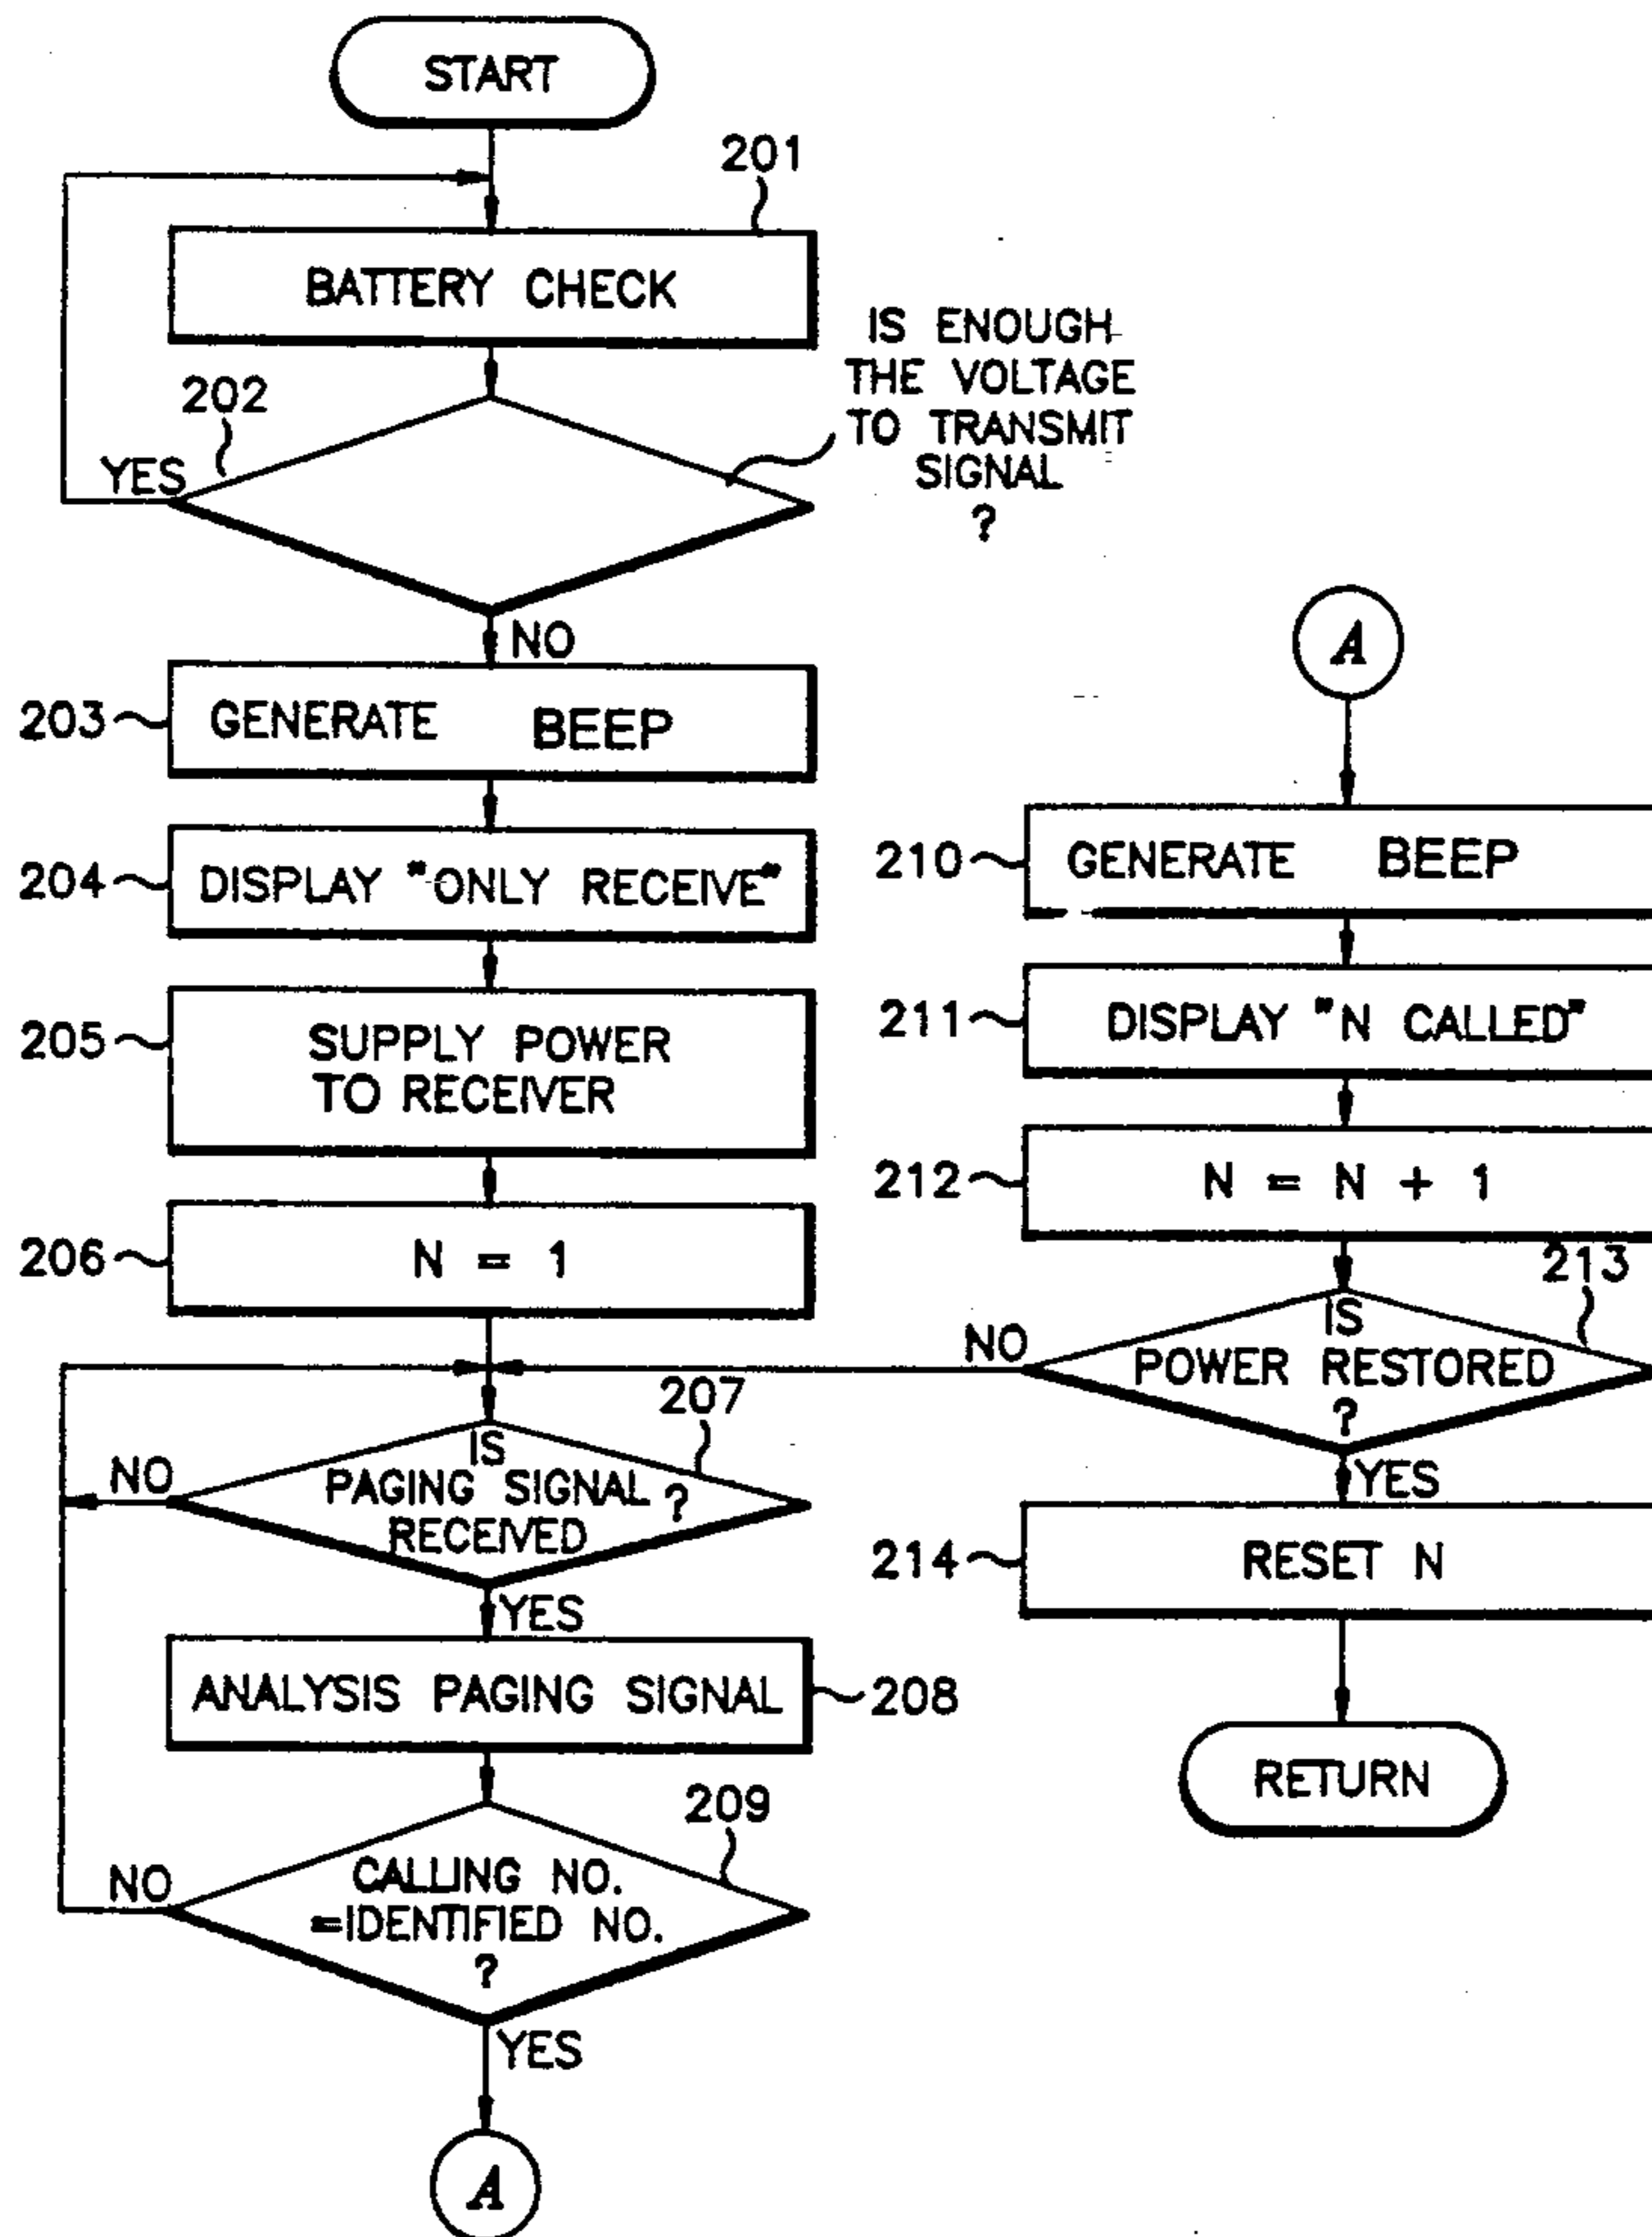 START
201
BATTERY CHECK
IS ENOUGH
THE VOLTAGE
TO TRANSMIT
SIGNAL
?
202
YES
NO
203
GENERATE BEEP
204
DISPLAY "ONLY RECEIVE"
205
SUPPLY POWER
TO RECEIVER
206
N = 1
207
IS
PAGING SIGNAL ?
RECEIVED
NO
YES
ANALYSIS PAGING SIGNAL
208
209
CALLING NO.
=IDENTIFIED NO.
?
NO
YES
A
A
210
GENERATE BEEP
211
DISPLAY "N CALLED"
212
N = N + 1
213
IS
POWER RESTORED
?
NO
YES
214
RESET N
RETURN